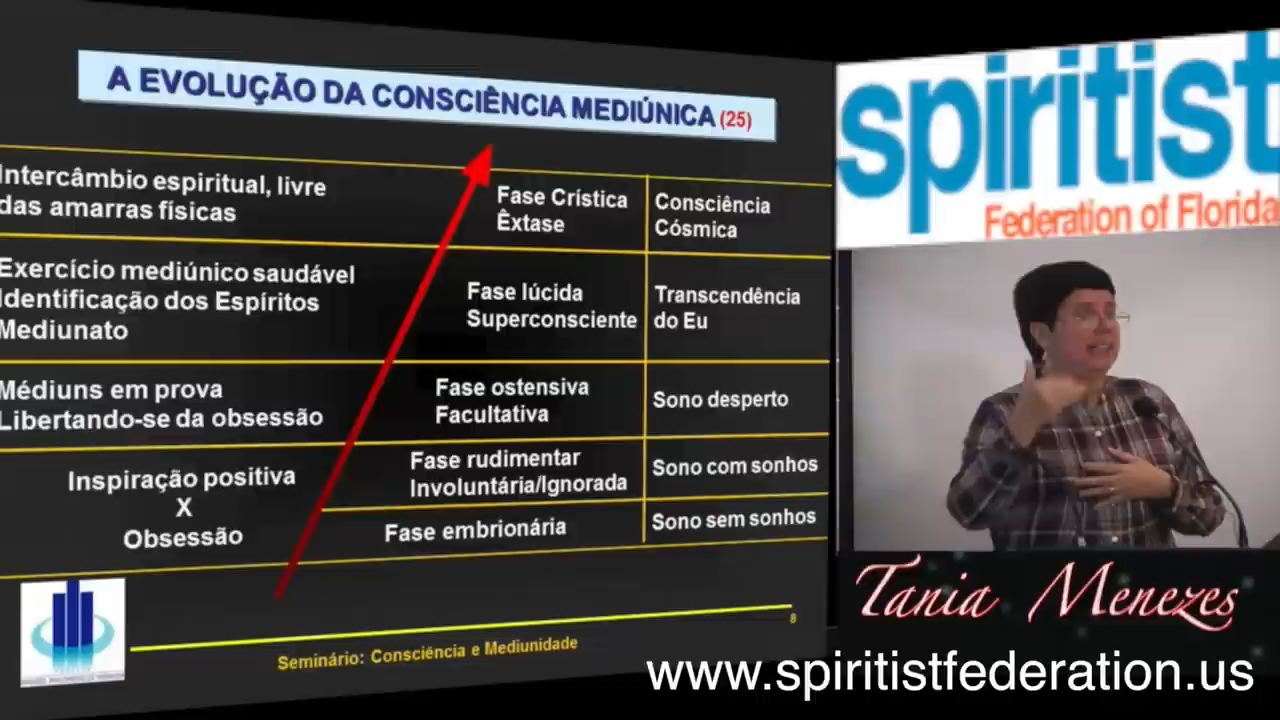 A EVOLUÇÃO DA CONSCIÊNCIA MEDIÚNICA (25)
Intercâmbio espiritual, livre
das amarras físicas
Fase Crística
Êxtase
Consciência
Cósmica
Exercício mediúnico saudável
Identificação dos Espíritos
Mediunato
Fase lúcida
Superconsciente
Transcendência
do Eu
Médiuns em prova
Libertando-se da obsessão
Fase ostensiva
Facultativa
Sono desperto
Inspiração positiva
X
Obsessão
Fase rudimentar
Involuntária/Ignorada
Sono com sonhos
Fase embrionária
Sono sem sonhos
8
Seminário: Consciência e Mediunidade
spiritist
Federation of Florida
Tania Menezes
www.spiritistfederation.us